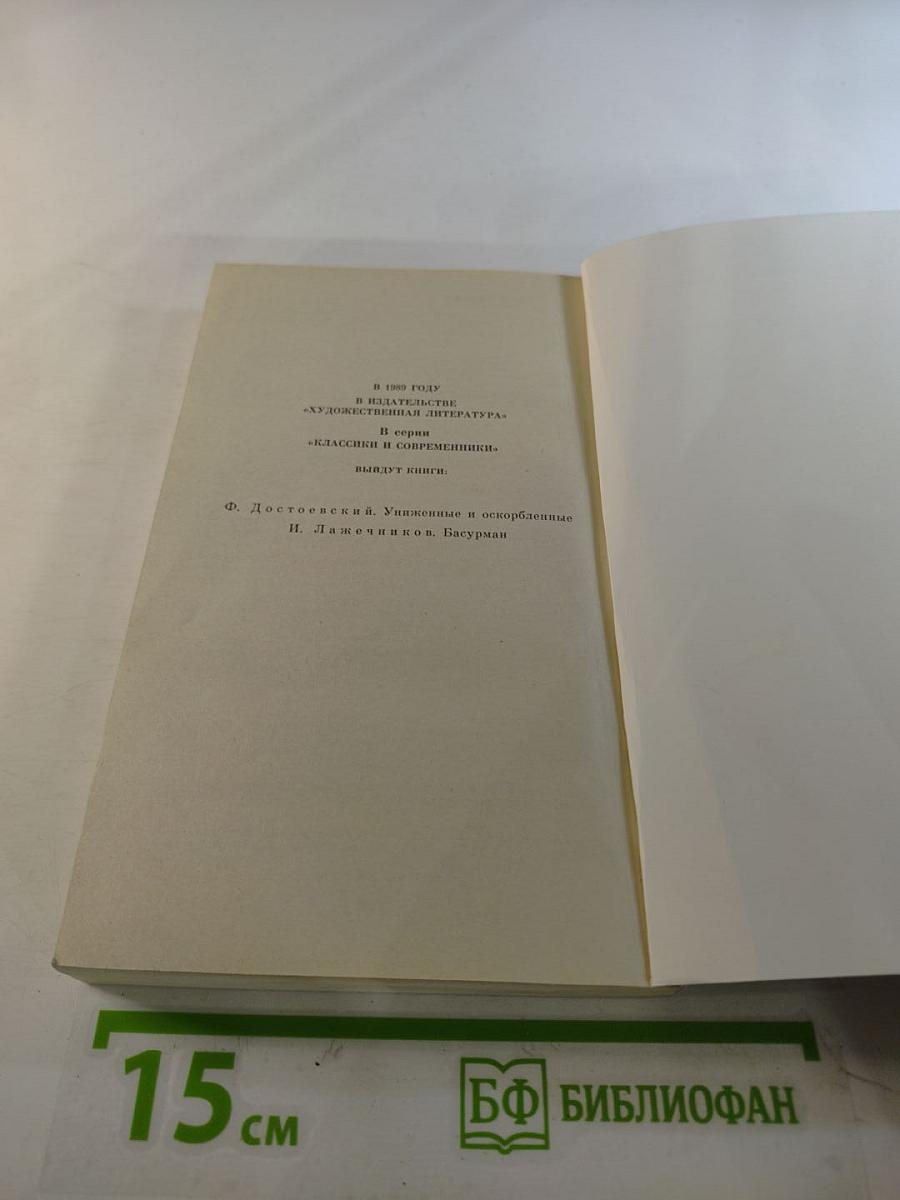 В 1989 ГОДУ
В ИЗДАТЕЛЬСТВЕ
«ХУДОЖЕСТВЕННАЯ ЛИТЕРАТУРА»
В серии
«КЛАССИКИ И СОВРЕМЕННИКИ»
ВЫЙДУТ КНИГИ:
Ф. Достоевский. Униженные и оскорбленные
И. Лажечников. Басурман
15 см
БФ БИБЛИОФАН